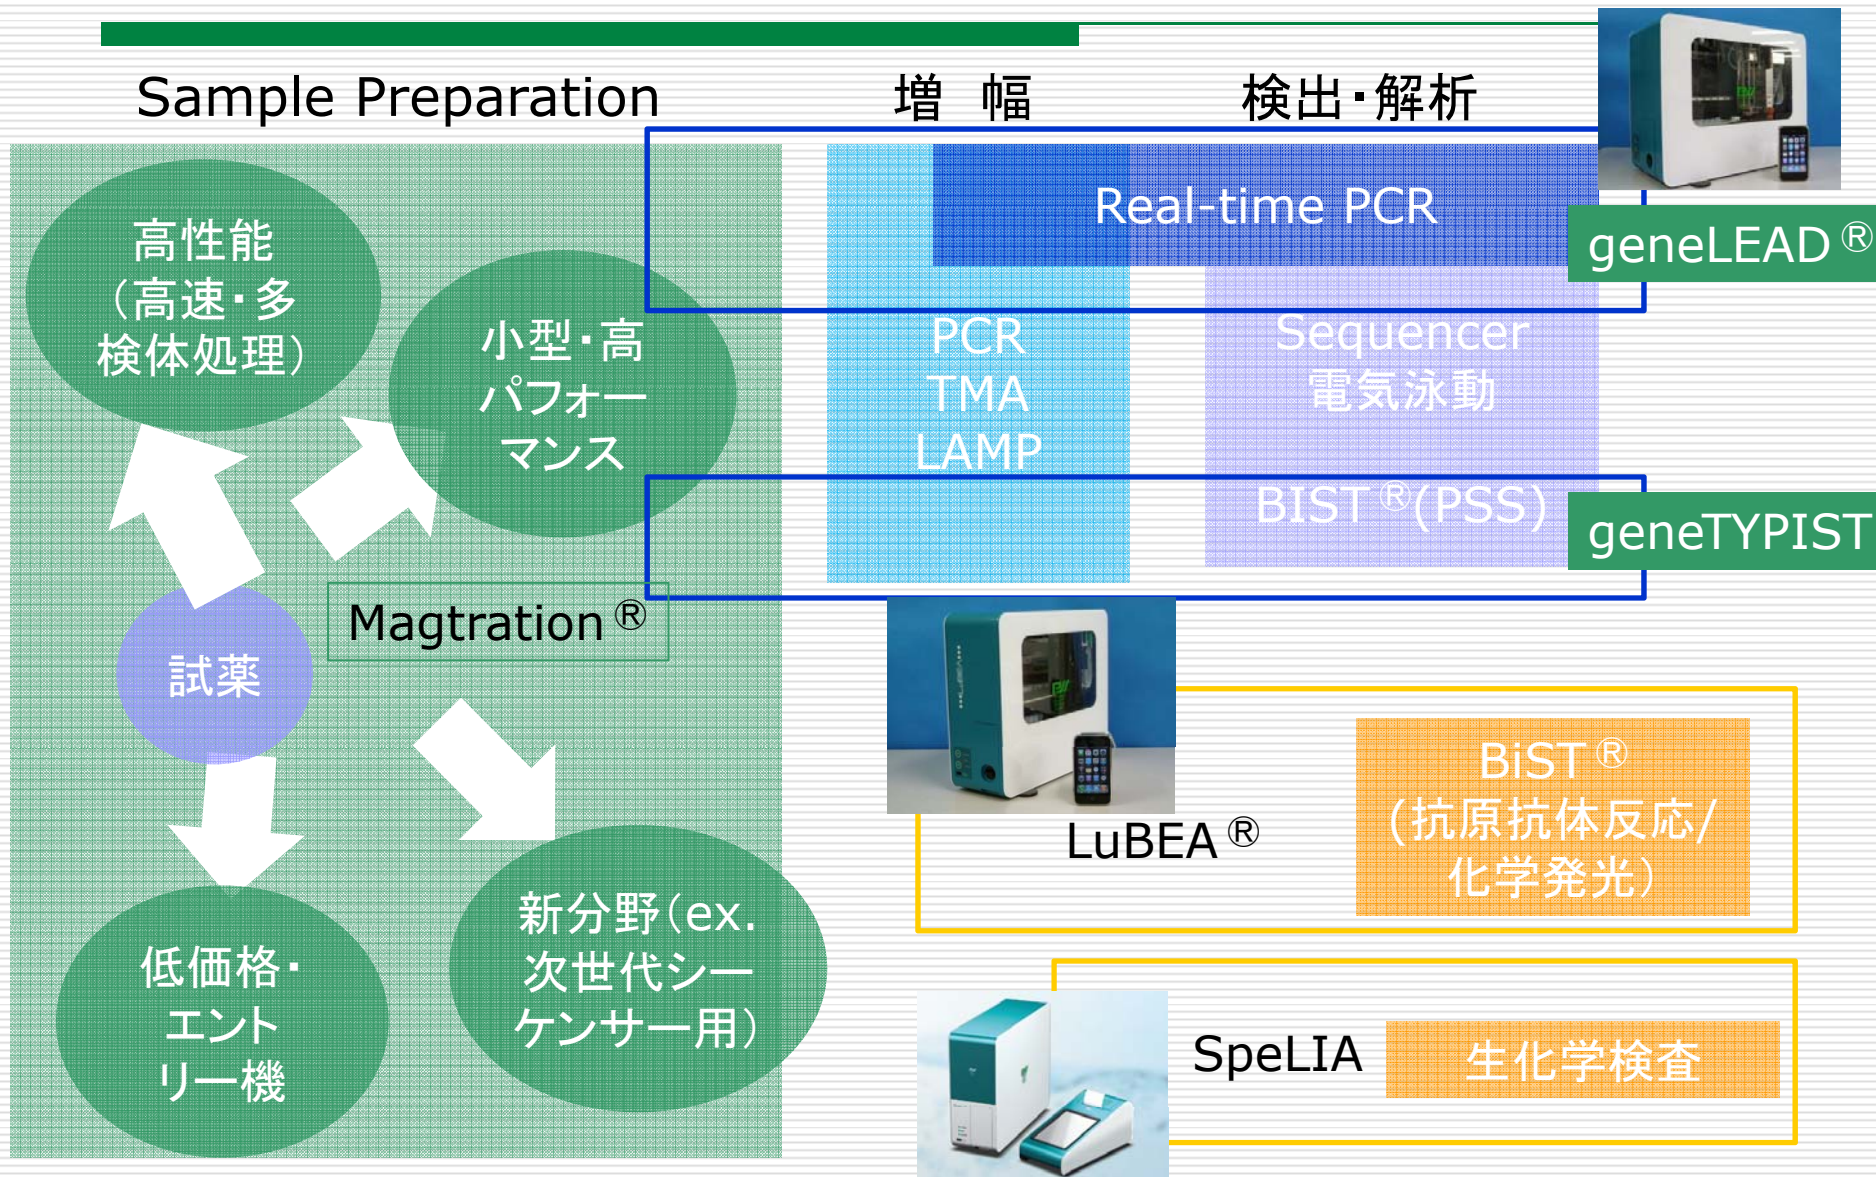 Sample Preparation
増 幅
検出・解析
高性能
（高速・多
検体処理）
小型・高
パフォー
マンス
Magtration®
試薬
低価格・
エント
リー機
新分野（ex.
次世代シー
ケンサー用）
Real-time PCR
geneLEAD®
PCR
TMA
LAMP
Sequencer
電気泳動
BIST®(PSS)
geneTYPIST
LuBEA®
BiST®
(抗原抗体反応/
化学発光）
SpeLIA
生化学検査